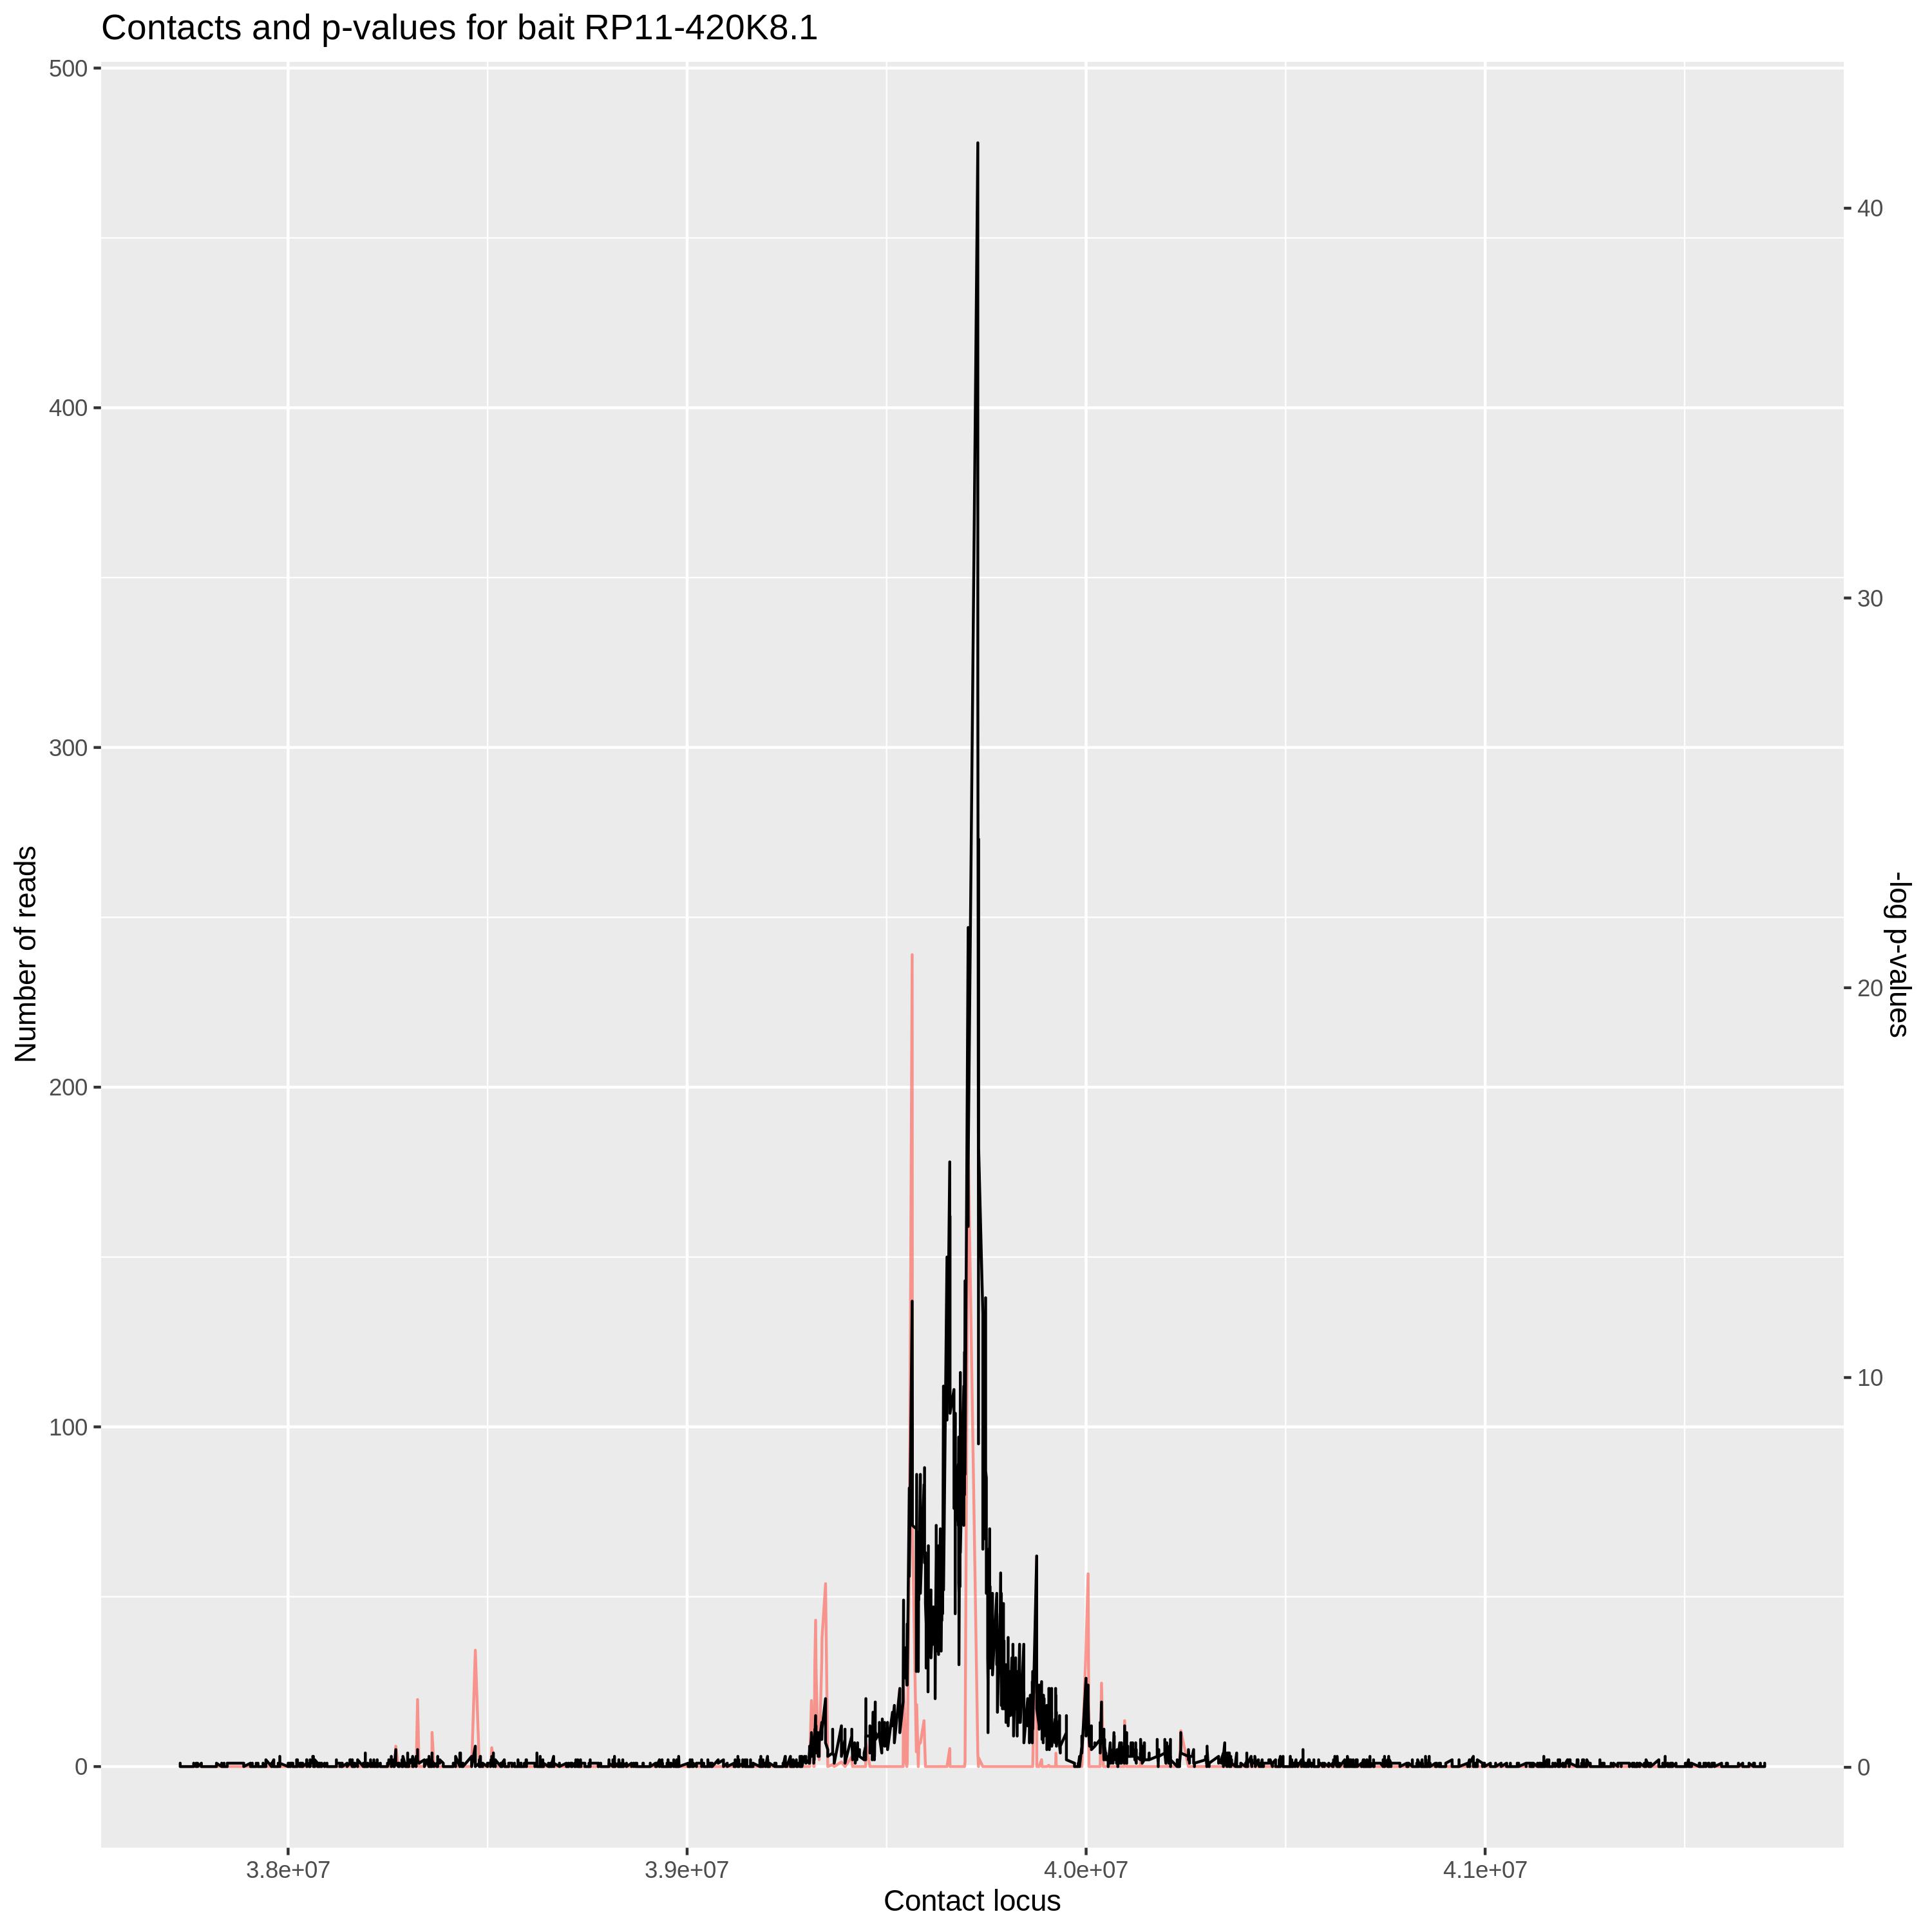 Contacts and p-values for bait RP11-420K8.1
500
400
300
200
100
0
Number of reads
40
30
20
10
0
-log p-values
3.8e+07
3.9e+07
4.0e+07
4.1e+07
Contact locus